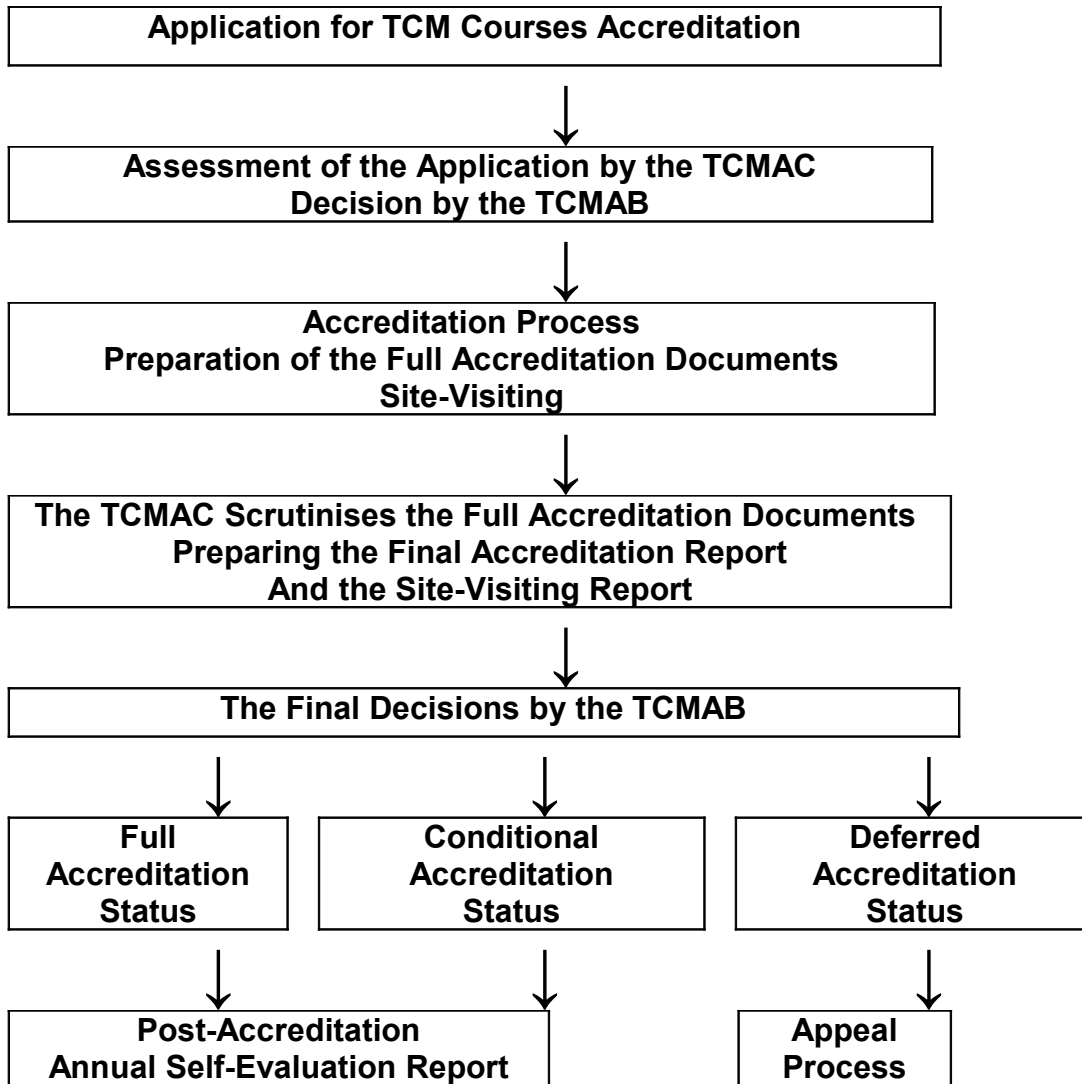 Application for TCM Courses Accreditation
Assessment of the Application by the TCMAC
Decision by the TCMAB
Accreditation Process
Preparation of the Full Accreditation Documents
Site-Visiting
The TCMAC Scrutinises the Full Accreditation Documents
Preparing the Final Accreditation Report
And the Site-Visiting Report
The Final Decisions by the TCMAB
Full
Accreditation
Status
Conditional
Accreditation
Status
Deferred
Accreditation
Status
Post-Accreditation
Annual Self-Evaluation Report
Appeal
Process